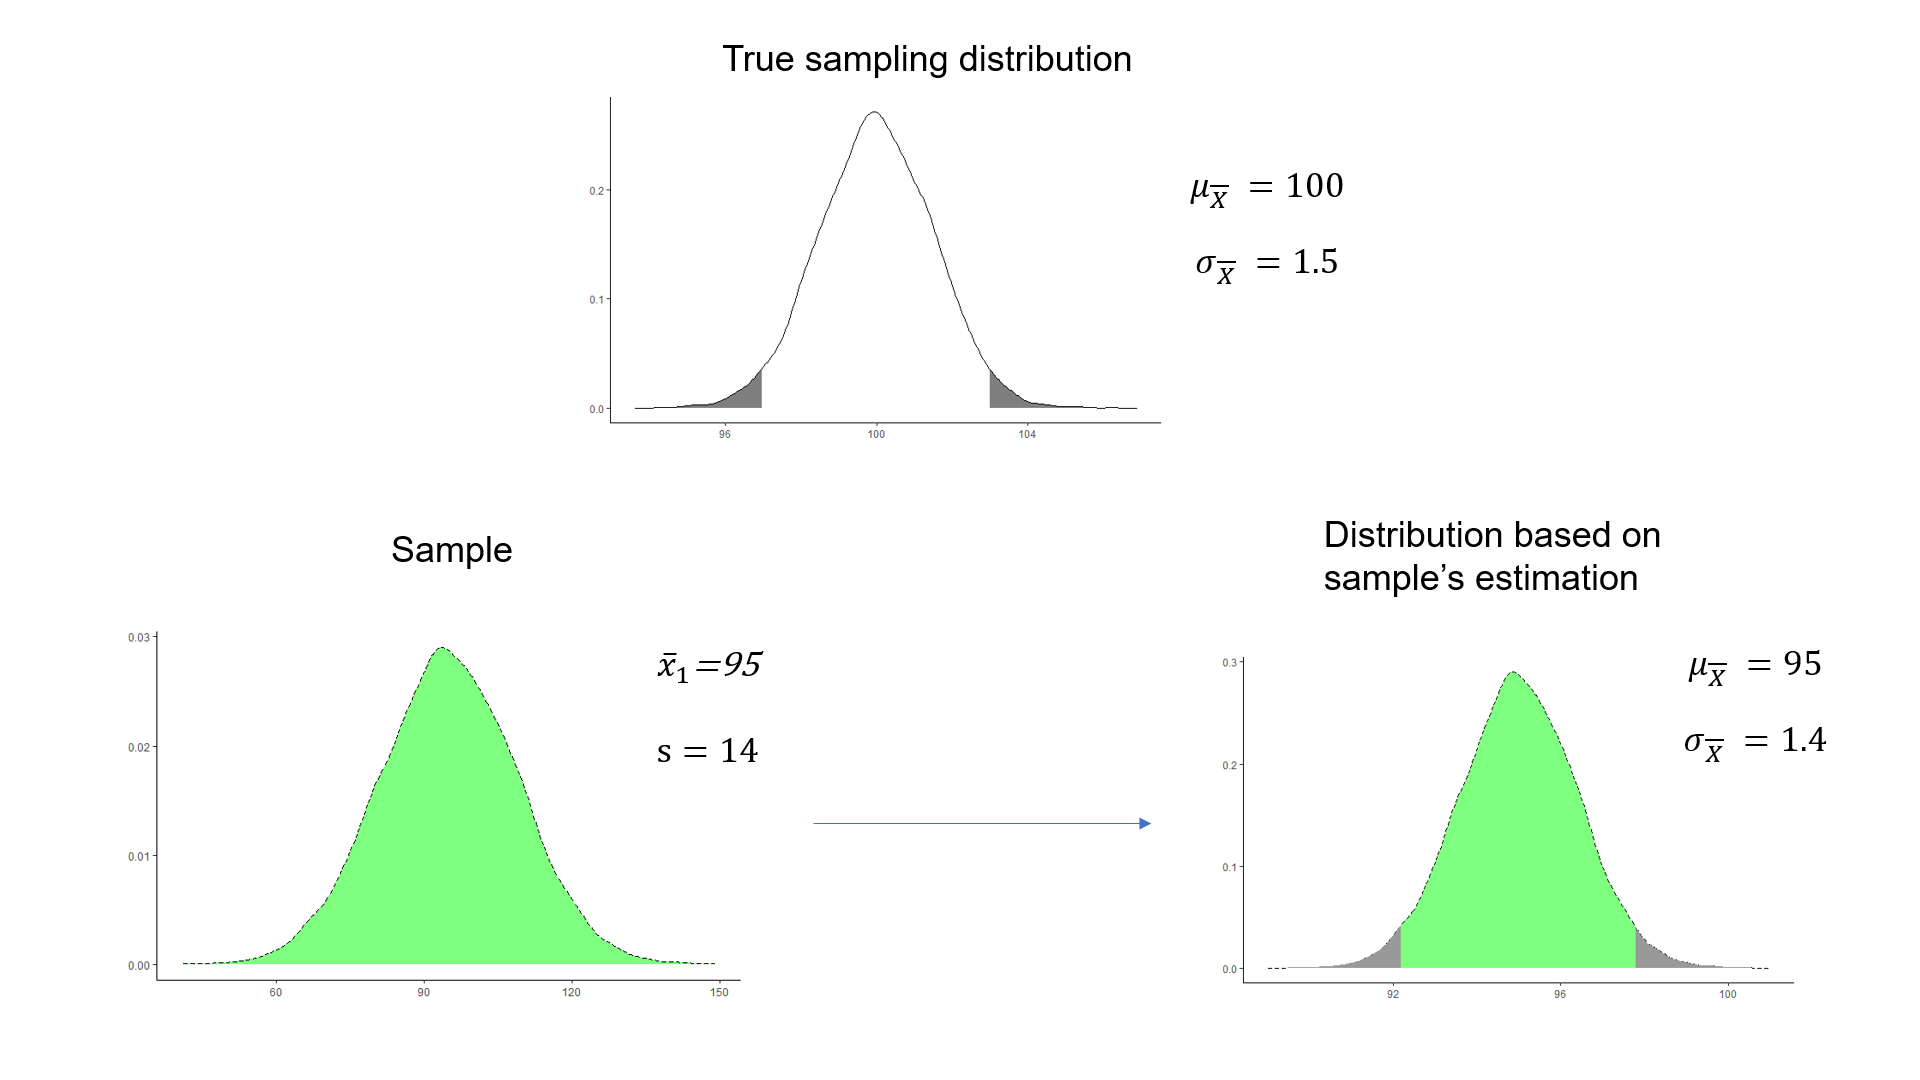 True sampling distribution
0.2
0.1
0.0
96 100 104
μX̅ = 100
σX̅ = 1.5
Sample
0.03
0.02
0.01
0.00
60 90 120 150
x̄₁=95
s = 14
Distribution based on
sample’s estimation
0.3
0.2
0.1
0.0
92 96 100
μX̅ = 95
σX̅ = 1.4